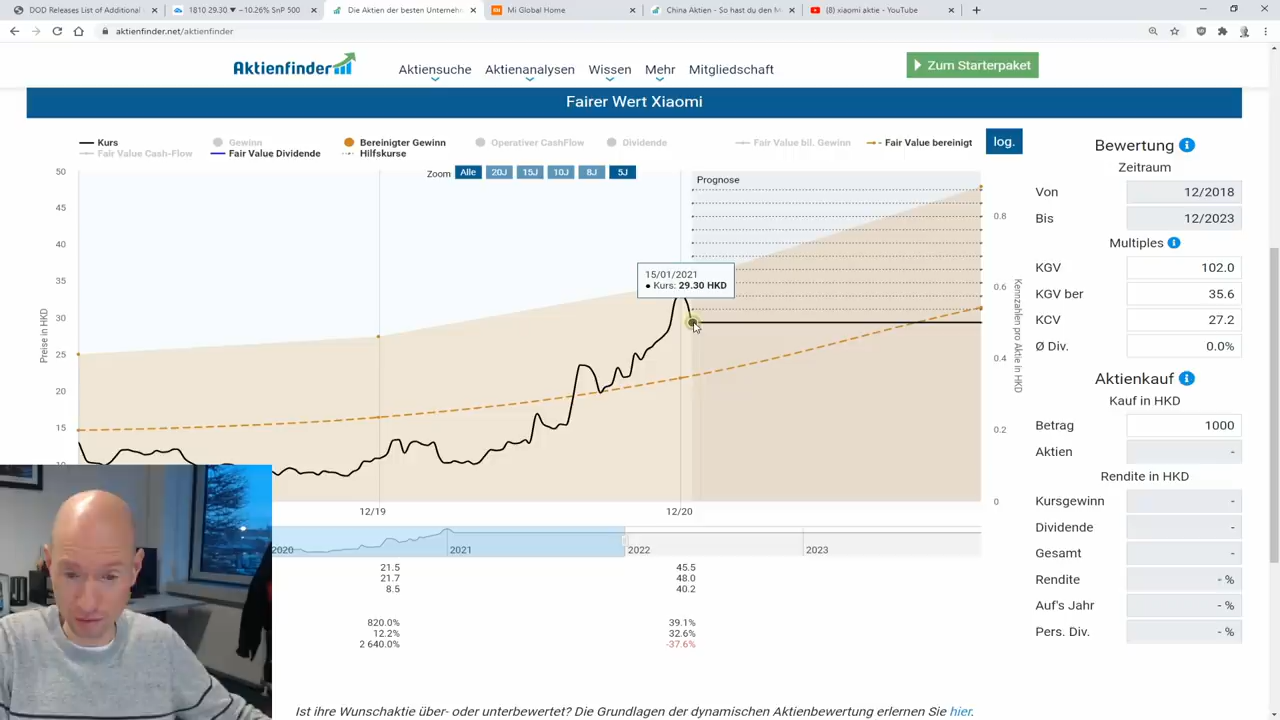 DOD Releases List of Additional
1810 29.30 ▼ −10.26% SnP 500
Die Aktien der besten Unterneh
Mi Global Home
China Aktien - So hast du den M
(8) xiaomi aktie - YouTube
aktienfinder.net/aktienfinder
Aktienfinder
Aktiensuche Aktienanalysen Wissen Mehr Mitgliedschaft
Zum Starterpaket
Fairer Wert Xiaomi
Kurs Gewinn Bereinigter Gewinn Operativer CashFlow Dividende Fair Value bil. Gewinn Fair Value bereinigt
Fair Value Cash-Flow Fair Value Dividende Hilfskurse
log.
Zoom Alle 20J 15J 10J 8J 5J
Prognose
50
45
40
35
30
25
20
15
10
Preise in HKD
15/01/2021
● Kurs: 29.30 HKD
0.8
0.6
0.4
0.2
0
Kennzahlen pro Aktie in HKD
12/19 12/20
2020 2021 2022 2023
21.5 45.5
21.7 48.0
8.5 40.2
820.0% 39.1%
12.2% 32.6%
2 640.0% -37.6%
Bewertung
Zeitraum
Von 12/2018
Bis 12/2023
Multiples
KGV 102.0
KGV ber 35.6
KCV 27.2
Ø Div. 0.0%
Aktienkauf
Kauf in HKD
Betrag 1000
Aktien -
Rendite in HKD
Kursgewinn -
Dividende -
Gesamt -
Rendite - %
Auf's Jahr - %
Pers. Div. - %
Ist ihre Wunschaktie über- oder unterbewertet? Die Grundlagen der dynamischen Aktienbewertung erlernen Sie hier.